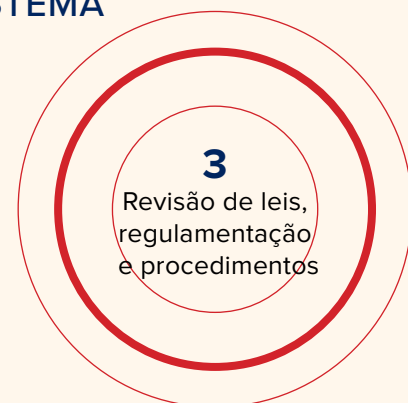 STEMA
3
Revisão de leis,
regulamentação
e procedimentos